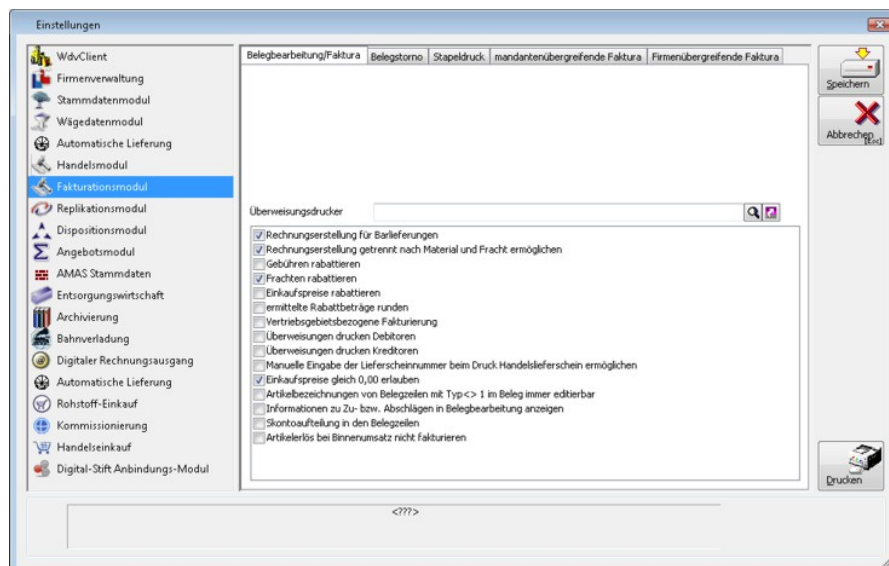 Einstellungen
WdvClient
Firmenverwaltung
Stammdatenmodul
Wägedatenmodul
Automatische Lieferung
Handelsmodul
Fakturationsmodul
Replikationsmodul
Dispositionsmodul
Angebotsmodul
AMAS Stammdaten
Entsorgungswirtschaft
Archivierung
Bahnverladung
Digitaler Rechnungsausgang
Automatische Lieferung
Rohstoff-Einkauf
Kommissionierung
Handelseinkauf
Digital-Stift Anbindungs-Modul
Belegbearbeitung/Faktura Belegstorno Stapeldruck mandantenübergreifende Faktura Firmenübergreifende Faktura
Überweisungsdrucker
Rechnungserstellung für Barlieferungen
Rechnungserstellung getrennt nach Material und Fracht ermöglichen
Gebühren rabattieren
Frachten rabattieren
Einkaufspreise rabattieren
ermittelte Rabattbeträge runden
Vertriebsgebietsbezogene Fakturierung
Überweisungen drucken Debitoren
Überweisungen drucken Kreditoren
Manuelle Eingabe der Lieferscheinnummer beim Druck Handelslieferschein ermöglichen
Einkaufspreise gleich 0,00 erlauben
Artikelbezeichnungen von Belegzeilen mit Typ<> 1 im Beleg immer editierbar
Informationen zu Zu- bzw. Abschlägen in Belegbearbeitung anzeigen
Skontoaufteilung in den Belegzeilen
Artikelerlös bei Binnenumsatz nicht fakturieren
Speichern
Abbrechen
[Esc]
Drucken
<???>